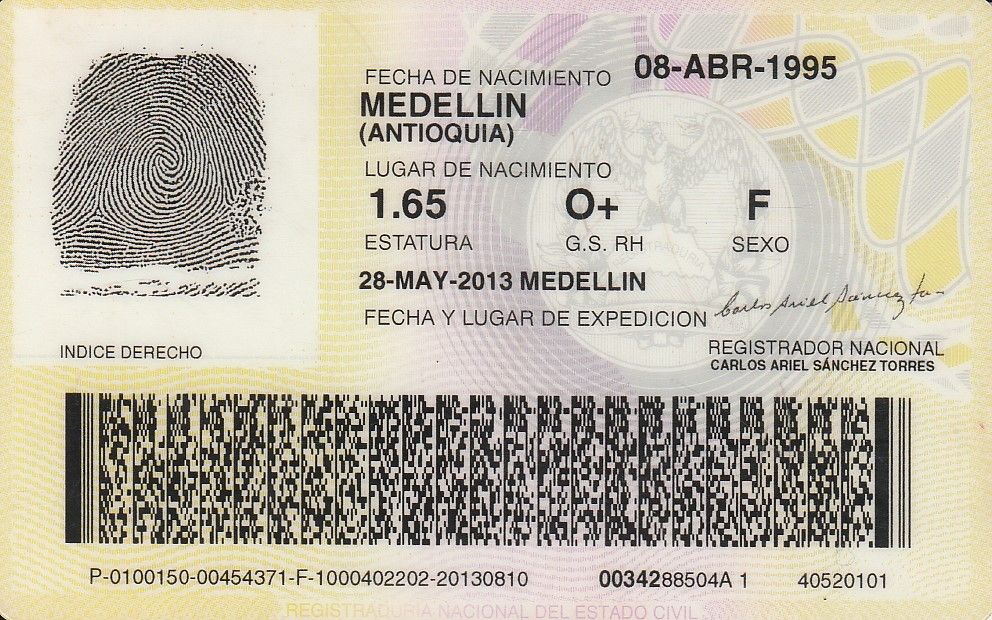 FECHA DE NACIMIENTO 08-ABR-1995
MEDELLIN
(ANTIOQUIA)
LUGAR DE NACIMIENTO
1.65 O+ F
ESTATURA G.S. RH SEXO
28-MAY-2013 MEDELLIN
FECHA Y LUGAR DE EXPEDICION
Carlos Ariel Sánchez
REGISTRADOR NACIONAL
CARLOS ARIEL SÁNCHEZ TORRES
INDICE DERECHO
P-0100150-00454371-F-1000402202-20130810 0034288504A 1 40520101
REGISTRADURIA NACIONAL DEL ESTADO CIVIL